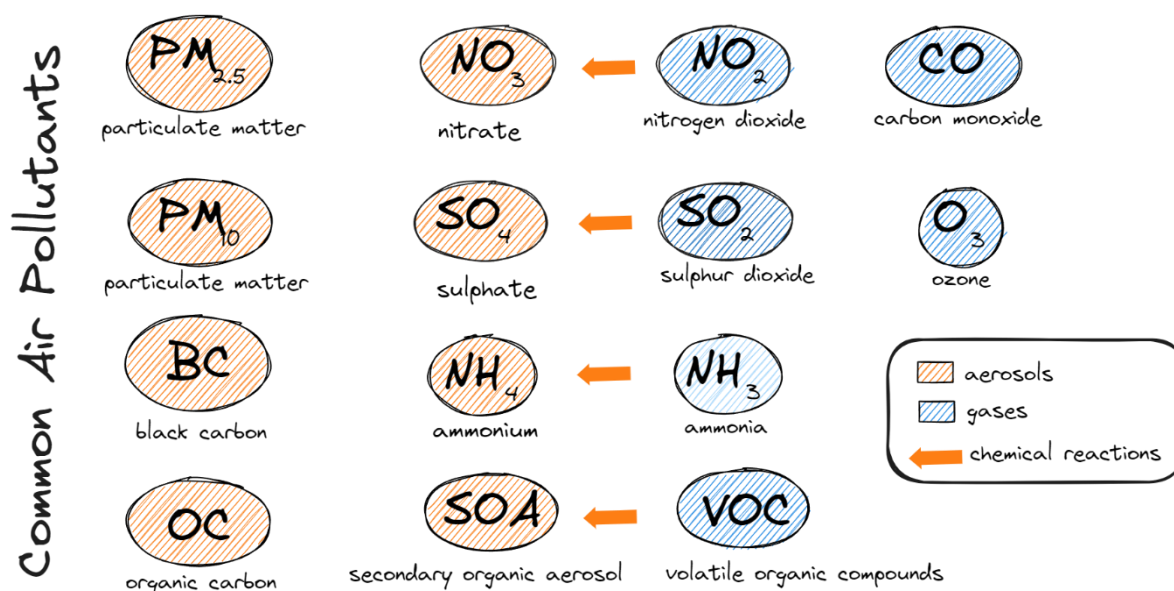 Common Air Pollutants
PM2.5
particulate matter
NO3
nitrate
NO2
nitrogen dioxide
CO
carbon monoxide
PM10
particulate matter
SO4
sulphate
SO2
sulphur dioxide
O3
ozone
BC
black carbon
NH4
ammonium
NH3
ammonia
OC
organic carbon
SOA
secondary organic aerosol
VOC
volatile organic compounds
aerosols
gases
chemical reactions